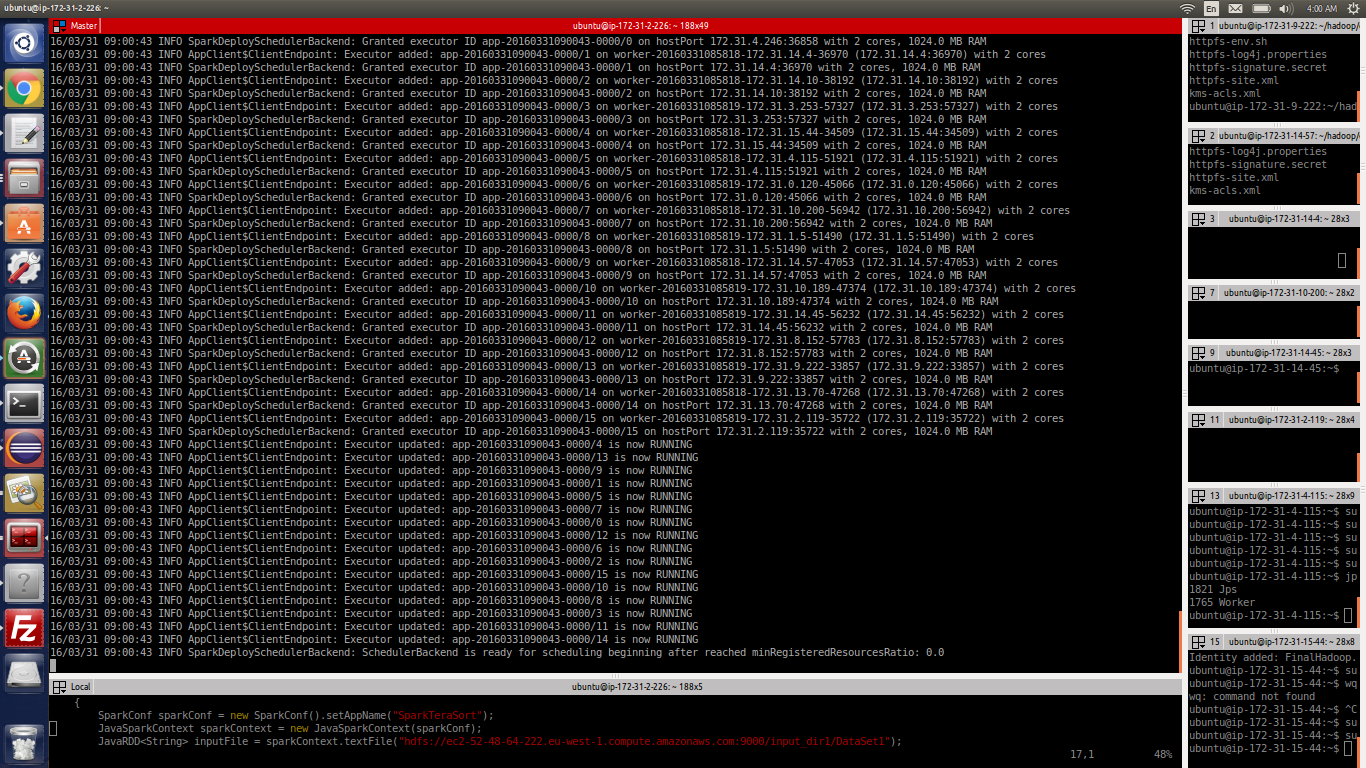 ubuntu@ip-172-31-2-226: ~
En
4:00 AM
Master
ubuntu@ip-172-31-2-226: ~ 188x49
16/03/31 09:00:43 INFO SparkDeploySchedulerBackend: Granted executor ID app-20160331090043-0000/0 on hostPort 172.31.4.246:36858 with 2 cores, 1024.0 MB RAM
16/03/31 09:00:43 INFO AppClient$ClientEndpoint: Executor added: app-20160331090043-0000/1 on worker-20160331085818-172.31.14.4-36970 (172.31.14.4:36970) with 2 cores
16/03/31 09:00:43 INFO SparkDeploySchedulerBackend: Granted executor ID app-20160331090043-0000/1 on hostPort 172.31.14.4:36970 with 2 cores, 1024.0 MB RAM
16/03/31 09:00:43 INFO AppClient$ClientEndpoint: Executor added: app-20160331090043-0000/2 on worker-20160331085818-172.31.14.10-38192 (172.31.14.10:38192) with 2 cores
16/03/31 09:00:43 INFO SparkDeploySchedulerBackend: Granted executor ID app-20160331090043-0000/2 on hostPort 172.31.14.10:38192 with 2 cores, 1024.0 MB RAM
16/03/31 09:00:43 INFO AppClient$ClientEndpoint: Executor added: app-20160331090043-0000/3 on worker-20160331085818-172.31.3.253-57327 (172.31.3.253:57327) with 2 cores
16/03/31 09:00:43 INFO SparkDeploySchedulerBackend: Granted executor ID app-20160331090043-0000/3 on hostPort 172.31.3.253:57327 with 2 cores, 1024.0 MB RAM
16/03/31 09:00:43 INFO AppClient$ClientEndpoint: Executor added: app-20160331090043-0000/4 on worker-20160331085818-172.31.15.44-34509 (172.31.15.44:34509) with 2 cores
16/03/31 09:00:43 INFO SparkDeploySchedulerBackend: Granted executor ID app-20160331090043-0000/4 on hostPort 172.31.15.44:34509 with 2 cores, 1024.0 MB RAM
16/03/31 09:00:43 INFO AppClient$ClientEndpoint: Executor added: app-20160331090043-0000/5 on worker-20160331085818-172.31.4.115-51921 (172.31.4.115:51921) with 2 cores
16/03/31 09:00:43 INFO SparkDeploySchedulerBackend: Granted executor ID app-20160331090043-0000/5 on hostPort 172.31.4.115:51921 with 2 cores, 1024.0 MB RAM
16/03/31 09:00:43 INFO AppClient$ClientEndpoint: Executor added: app-20160331090043-0000/6 on worker-20160331085819-172.31.0.120-45066 (172.31.0.120:45066) with 2 cores
16/03/31 09:00:43 INFO SparkDeploySchedulerBackend: Granted executor ID app-20160331090043-0000/6 on hostPort 172.31.0.120:45066 with 2 cores, 1024.0 MB RAM
16/03/31 09:00:43 INFO AppClient$ClientEndpoint: Executor added: app-20160331090043-0000/7 on worker-20160331085818-172.31.10.200-56942 (172.31.10.200:56942) with 2 cores
16/03/31 09:00:43 INFO SparkDeploySchedulerBackend: Granted executor ID app-20160331090043-0000/7 on hostPort 172.31.10.200:56942 with 2 cores, 1024.0 MB RAM
16/03/31 09:00:43 INFO AppClient$ClientEndpoint: Executor added: app-20160331090043-0000/8 on worker-20160331085818-172.31.1.5-51490 (172.31.1.5:51490) with 2 cores
16/03/31 09:00:43 INFO SparkDeploySchedulerBackend: Granted executor ID app-20160331090043-0000/8 on hostPort 172.31.1.5:51490 with 2 cores, 1024.0 MB RAM
16/03/31 09:00:43 INFO AppClient$ClientEndpoint: Executor added: app-20160331090043-0000/9 on worker-20160331085818-172.31.14.57-47053 (172.31.14.57:47053) with 2 cores
16/03/31 09:00:43 INFO SparkDeploySchedulerBackend: Granted executor ID app-20160331090043-0000/9 on hostPort 172.31.14.57:47053 with 2 cores, 1024.0 MB RAM
16/03/31 09:00:43 INFO AppClient$ClientEndpoint: Executor added: app-20160331090043-0000/10 on worker-20160331085819-172.31.10.189-47374 (172.31.10.189:47374) with 2 cores
16/03/31 09:00:43 INFO SparkDeploySchedulerBackend: Granted executor ID app-20160331090043-0000/10 on hostPort 172.31.10.189:47374 with 2 cores, 1024.0 MB RAM
16/03/31 09:00:43 INFO AppClient$ClientEndpoint: Executor added: app-20160331090043-0000/11 on worker-20160331085819-172.31.14.45-56232 (172.31.14.45:56232) with 2 cores
16/03/31 09:00:43 INFO SparkDeploySchedulerBackend: Granted executor ID app-20160331090043-0000/11 on hostPort 172.31.14.45:56232 with 2 cores, 1024.0 MB RAM
16/03/31 09:00:43 INFO AppClient$ClientEndpoint: Executor added: app-20160331090043-0000/12 on worker-20160331085819-172.31.8.152-57783 (172.31.8.152:57783) with 2 cores
16/03/31 09:00:43 INFO SparkDeploySchedulerBackend: Granted executor ID app-20160331090043-0000/12 on hostPort 172.31.8.152:57783 with 2 cores, 1024.0 MB RAM
16/03/31 09:00:43 INFO AppClient$ClientEndpoint: Executor added: app-20160331090043-0000/13 on worker-20160331085819-172.31.9.222-33857 (172.31.9.222:33857) with 2 cores
16/03/31 09:00:43 INFO SparkDeploySchedulerBackend: Granted executor ID app-20160331090043-0000/13 on hostPort 172.31.9.222:33857 with 2 cores, 1024.0 MB RAM
16/03/31 09:00:43 INFO AppClient$ClientEndpoint: Executor added: app-20160331090043-0000/14 on worker-20160331085818-172.31.13.70-47268 (172.31.13.70:47268) with 2 cores
16/03/31 09:00:43 INFO SparkDeploySchedulerBackend: Granted executor ID app-20160331090043-0000/14 on hostPort 172.31.13.70:47268 with 2 cores, 1024.0 MB RAM
16/03/31 09:00:43 INFO AppClient$ClientEndpoint: Executor added: app-20160331090043-0000/15 on worker-20160331085819-172.31.2.119-35722 (172.31.2.119:35722) with 2 cores
16/03/31 09:00:43 INFO SparkDeploySchedulerBackend: Granted executor ID app-20160331090043-0000/15 on hostPort 172.31.2.119:35722 with 2 cores, 1024.0 MB RAM
16/03/31 09:00:43 INFO AppClient$ClientEndpoint: Executor updated: app-20160331090043-0000/4 is now RUNNING
16/03/31 09:00:43 INFO AppClient$ClientEndpoint: Executor updated: app-20160331090043-0000/13 is now RUNNING
16/03/31 09:00:43 INFO AppClient$ClientEndpoint: Executor updated: app-20160331090043-0000/9 is now RUNNING
16/03/31 09:00:43 INFO AppClient$ClientEndpoint: Executor updated: app-20160331090043-0000/1 is now RUNNING
16/03/31 09:00:43 INFO AppClient$ClientEndpoint: Executor updated: app-20160331090043-0000/5 is now RUNNING
16/03/31 09:00:43 INFO AppClient$ClientEndpoint: Executor updated: app-20160331090043-0000/7 is now RUNNING
16/03/31 09:00:43 INFO AppClient$ClientEndpoint: Executor updated: app-20160331090043-0000/0 is now RUNNING
16/03/31 09:00:43 INFO AppClient$ClientEndpoint: Executor updated: app-20160331090043-0000/12 is now RUNNING
16/03/31 09:00:43 INFO AppClient$ClientEndpoint: Executor updated: app-20160331090043-0000/6 is now RUNNING
16/03/31 09:00:43 INFO AppClient$ClientEndpoint: Executor updated: app-20160331090043-0000/2 is now RUNNING
16/03/31 09:00:43 INFO AppClient$ClientEndpoint: Executor updated: app-20160331090043-0000/15 is now RUNNING
16/03/31 09:00:43 INFO AppClient$ClientEndpoint: Executor updated: app-20160331090043-0000/10 is now RUNNING
16/03/31 09:00:43 INFO AppClient$ClientEndpoint: Executor updated: app-20160331090043-0000/8 is now RUNNING
16/03/31 09:00:43 INFO AppClient$ClientEndpoint: Executor updated: app-20160331090043-0000/3 is now RUNNING
16/03/31 09:00:43 INFO AppClient$ClientEndpoint: Executor updated: app-20160331090043-0000/11 is now RUNNING
16/03/31 09:00:43 INFO AppClient$ClientEndpoint: Executor updated: app-20160331090043-0000/14 is now RUNNING
16/03/31 09:00:43 INFO SparkDeploySchedulerBackend: SchedulerBackend is ready for scheduling beginning after reached minRegisteredResourcesRatio: 0.0
Local
ubuntu@ip-172-31-2-226: ~ 188x5
{
SparkConf sparkConf = new SparkConf().setAppName("SparkTeraSort");
JavaSparkContext sparkContext = new JavaSparkContext(sparkConf);
JavaRDD<String> inputFile = sparkContext.textFile("hdfs://ec2-52-48-64-222.eu-west-1.compute.amazonaws.com:9000/input_dir1/DataSet1");
17,1 48%
1 ubuntu@ip-172-31-9-222: ~/hadoop/
httpfs-env.sh
httpfs-log4j.properties
httpfs-signature.secret
httpfs-site.xml
kms-acls.xml
ubuntu@ip-172-31-9-222:~/had
2 ubuntu@ip-172-31-14-57: ~/hadoop/
httpfs-log4j.properties
httpfs-signature.secret
httpfs-site.xml
kms-acls.xml
3 ubuntu@ip-172-31-14-4: ~ 28x3
7 ubuntu@ip-172-31-10-200: ~ 28x2
9 ubuntu@ip-172-31-14-45: ~ 28x3
ubuntu@ip-172-31-14-45:~$
11 ubuntu@ip-172-31-2-119: ~ 28x4
13 ubuntu@ip-172-31-4-115: ~ 28x9
ubuntu@ip-172-31-4-115:~$ su
ubuntu@ip-172-31-4-115:~$ su
ubuntu@ip-172-31-4-115:~$ su
ubuntu@ip-172-31-4-115:~$ su
ubuntu@ip-172-31-4-115:~$ su
ubuntu@ip-172-31-4-115:~$ jp
1821 Jps
1765 Worker
ubuntu@ip-172-31-4-115:~$
15 ubuntu@ip-172-31-15-44: ~ 28x8
Identity added: FinalHadoop.
ubuntu@ip-172-31-15-44:~$ su
ubuntu@ip-172-31-15-44:~$ wq
wq: command not found
ubuntu@ip-172-31-15-44:~$ ^C
ubuntu@ip-172-31-15-44:~$ su
ubuntu@ip-172-31-15-44:~$ su
ubuntu@ip-172-31-15-44:~$